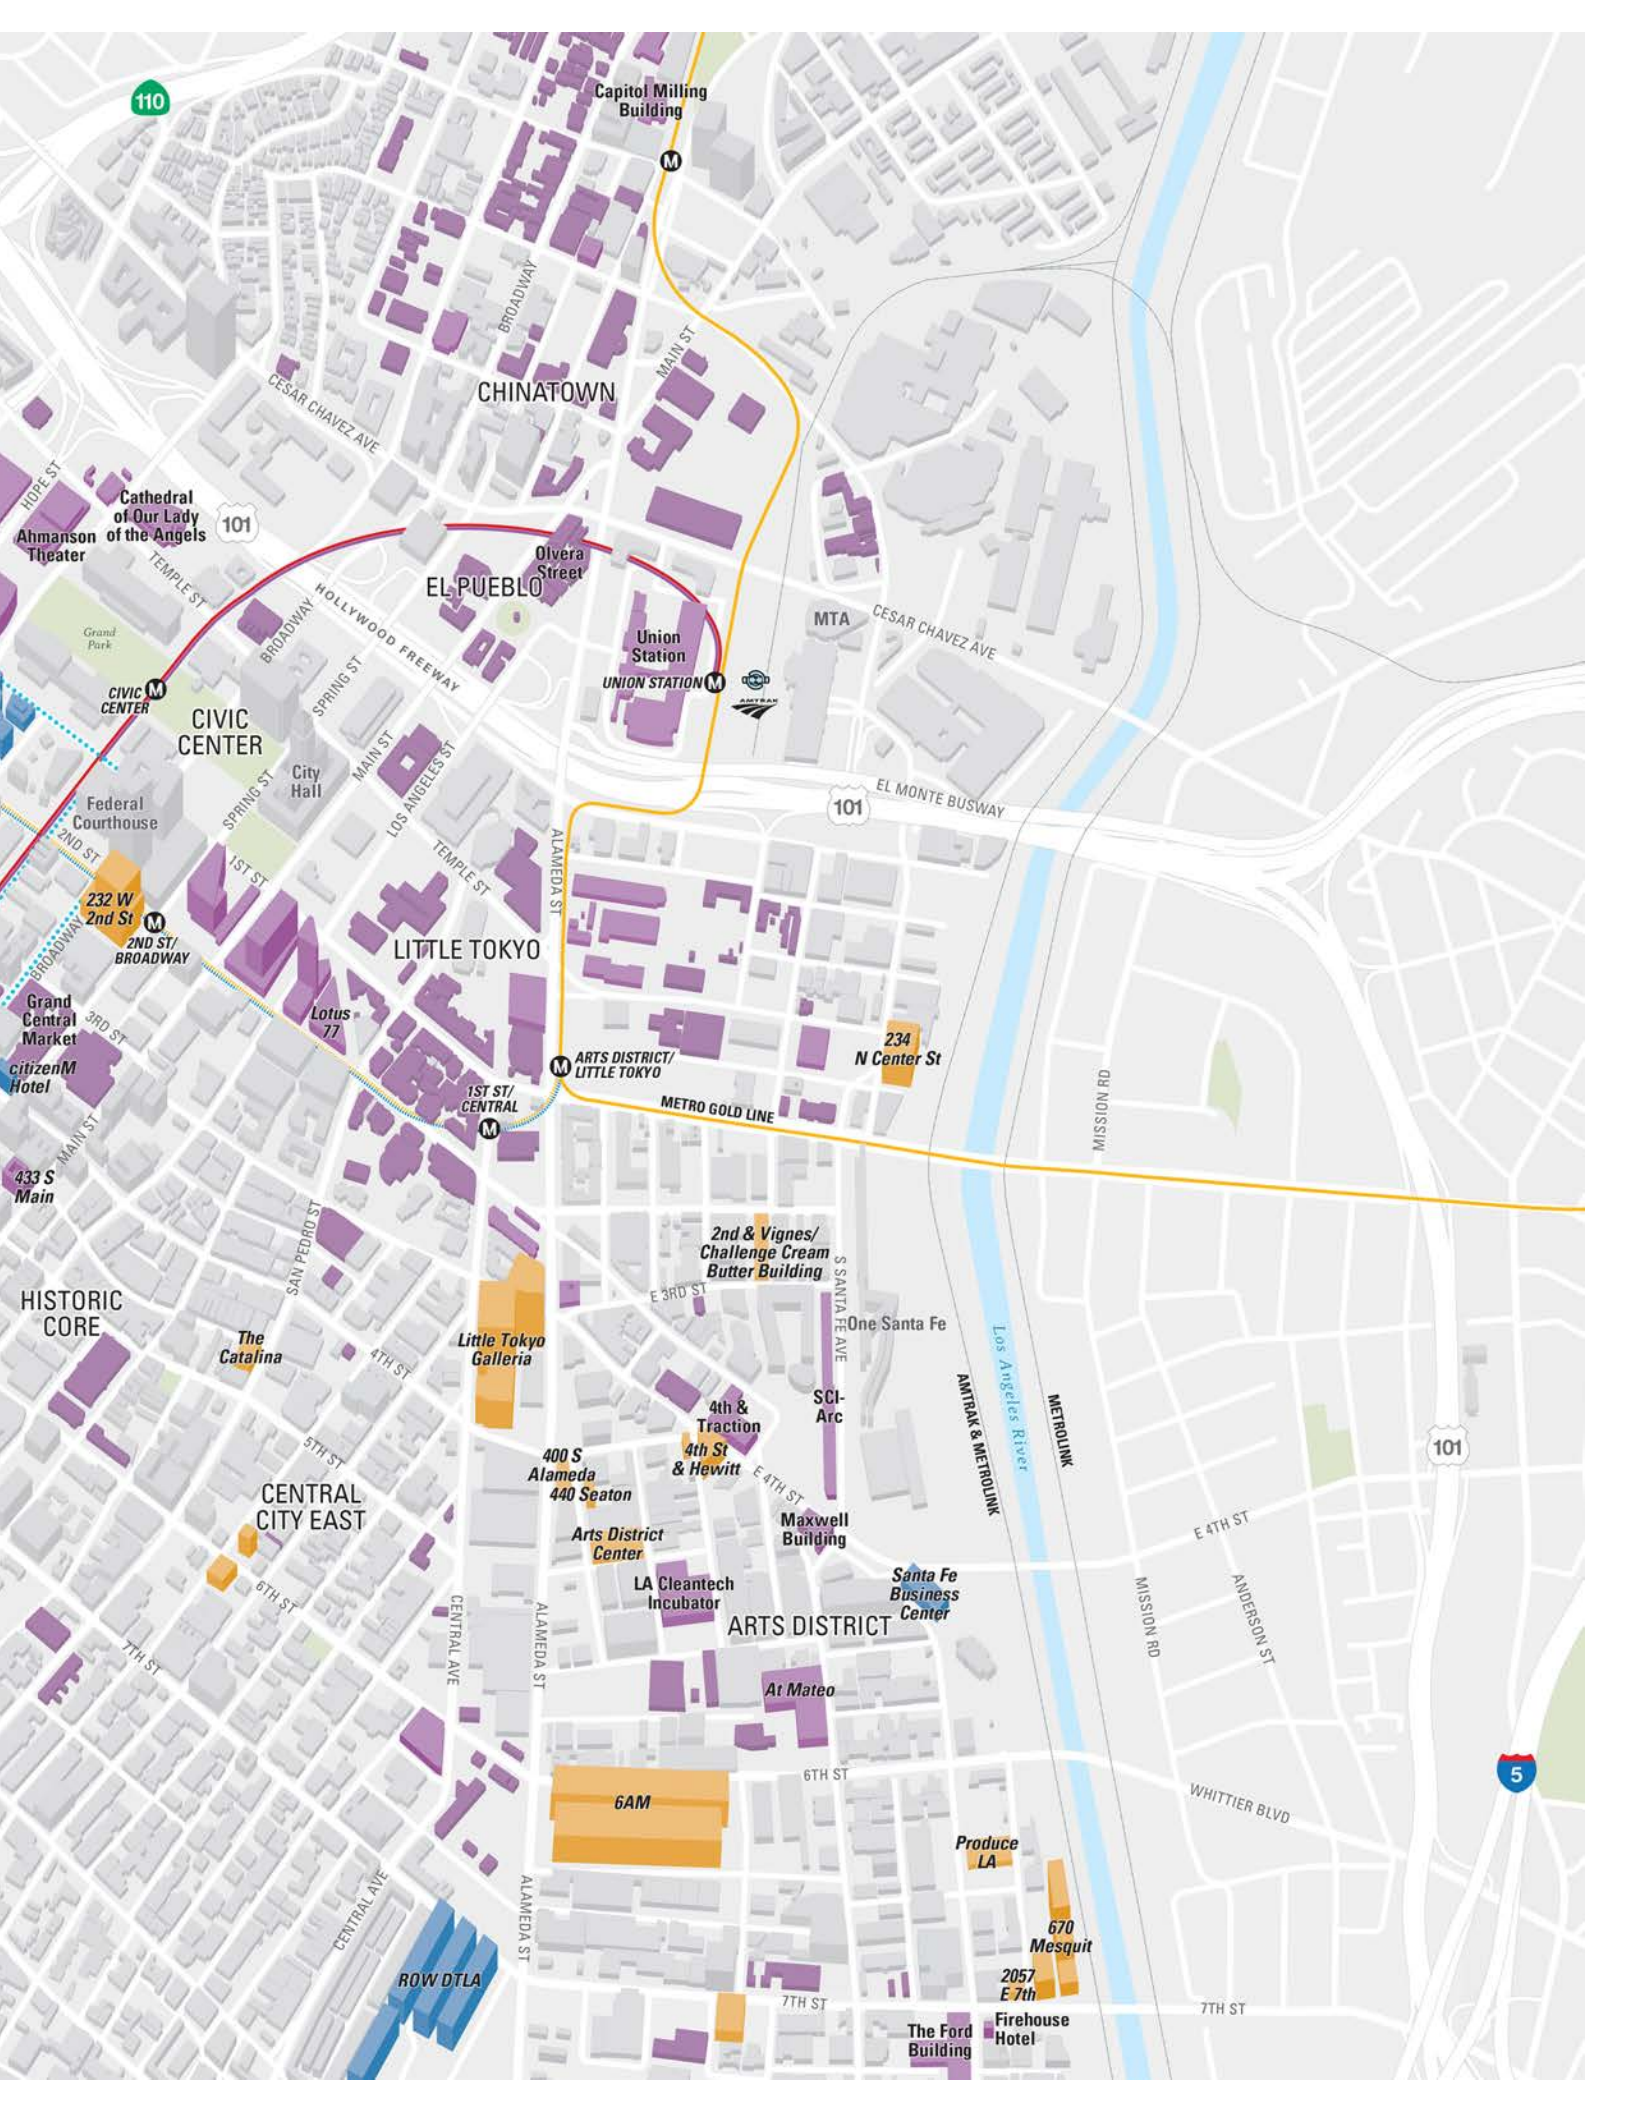 110
Capitol Milling
Building
M
BROADWAY
MAIN ST
CHINATOWN
CESAR CHAVEZ AVE
HOPE ST
Cathedral
of Our Lady
of the Angels
101
Ahmanson
Theater
TEMPLE ST
Olvera
Street
EL PUEBLO
HOLLYWOOD FREEWAY
BROADWAY
Grand
Park
MTA
CESAR CHAVEZ AVE
Union
Station
UNION STATION
M
AMTRAK
CIVIC
CENTER
M
SPRING ST
CIVIC
CENTER
MAIN ST
LOS ANGELES ST
City
Hall
SPRING ST
Federal
Courthouse
101
EL MONTE BUSWAY
2ND ST
1ST ST
TEMPLE ST
ALAMEDA ST
232 W
2nd St
M
2ND ST/
BROADWAY
BROADWAY
LITTLE TOKYO
Grand
Central
Market
3RD ST
Lotus
77
234
N Center St
citizenM
Hotel
M
ARTS DISTRICT/
LITTLE TOKYO
1ST ST/
CENTRAL
M
METRO GOLD LINE
MISSION RD
MAIN ST
433 S
Main
SAN PEDRO ST
2nd & Vignes/
Challenge Cream
Butter Building
E 3RD ST
S SANTA FE AVE
HISTORIC
CORE
One Santa Fe
The
Catalina
Little Tokyo
Galleria
4TH ST
Los Angeles River
AMTRAK & METROLINK
METROLINK
SCI-
Arc
4th &
Traction
4th St
& Hewitt
5TH ST
400 S
Alameda
440 Seaton
E 4TH ST
101
CENTRAL
CITY EAST
Arts District
Center
Maxwell
Building
E 4TH ST
LA Cleantech
Incubator
Santa Fe
Business
Center
6TH ST
CENTRAL AVE
ALAMEDA ST
ARTS DISTRICT
MISSION RD
ANDERSON ST
7TH ST
At Mateo
6TH ST
5
WHITTIER BLVD
6AM
Produce
LA
CENTRAL AVE
ALAMEDA ST
670
Mesquit
ROW DTLA
2057
E 7th
7TH ST
7TH ST
The Ford
Building
Firehouse
Hotel